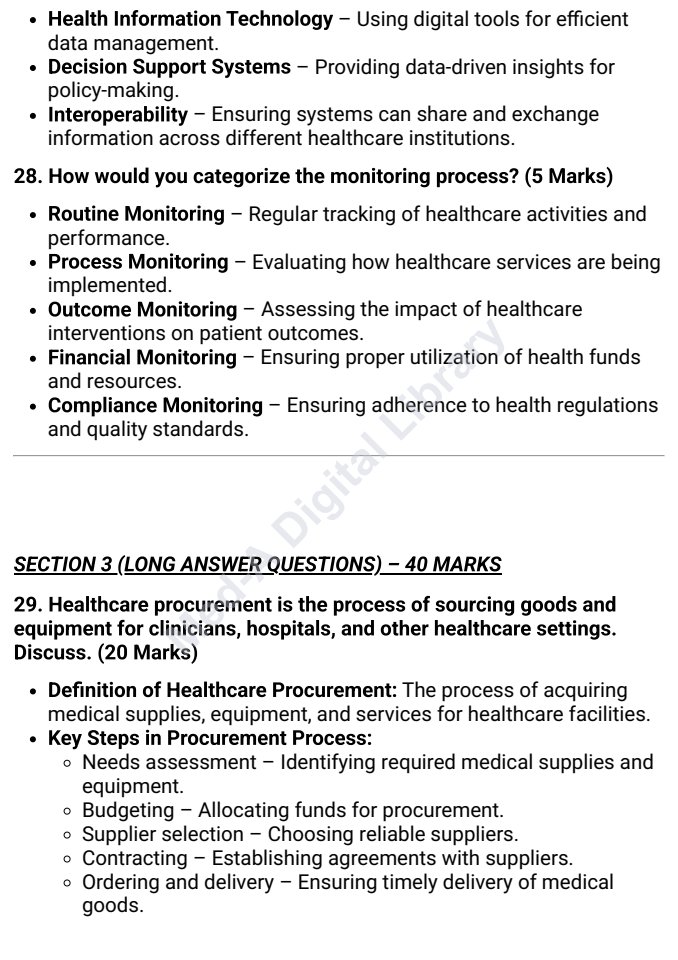 • Health Information Technology – Using digital tools for efficient
data management.
• Decision Support Systems – Providing data-driven insights for
policy-making.
• Interoperability – Ensuring systems can share and exchange
information across different healthcare institutions.
28. How would you categorize the monitoring process? (5 Marks)
• Routine Monitoring – Regular tracking of healthcare activities and
performance.
• Process Monitoring – Evaluating how healthcare services are being
implemented.
• Outcome Monitoring – Assessing the impact of healthcare
interventions on patient outcomes.
• Financial Monitoring – Ensuring proper utilization of health funds
and resources.
• Compliance Monitoring – Ensuring adherence to health regulations
and quality standards.
Med-A Digital Library
SECTION 3 (LONG ANSWER QUESTIONS) – 40 MARKS
29. Healthcare procurement is the process of sourcing goods and
equipment for clinicians, hospitals, and other healthcare settings.
Discuss. (20 Marks)
• Definition of Healthcare Procurement: The process of acquiring
medical supplies, equipment, and services for healthcare facilities.
• Key Steps in Procurement Process:
◦ Needs assessment – Identifying required medical supplies and
equipment.
◦ Budgeting – Allocating funds for procurement.
◦ Supplier selection – Choosing reliable suppliers.
◦ Contracting – Establishing agreements with suppliers.
◦ Ordering and delivery – Ensuring timely delivery of medical
goods.